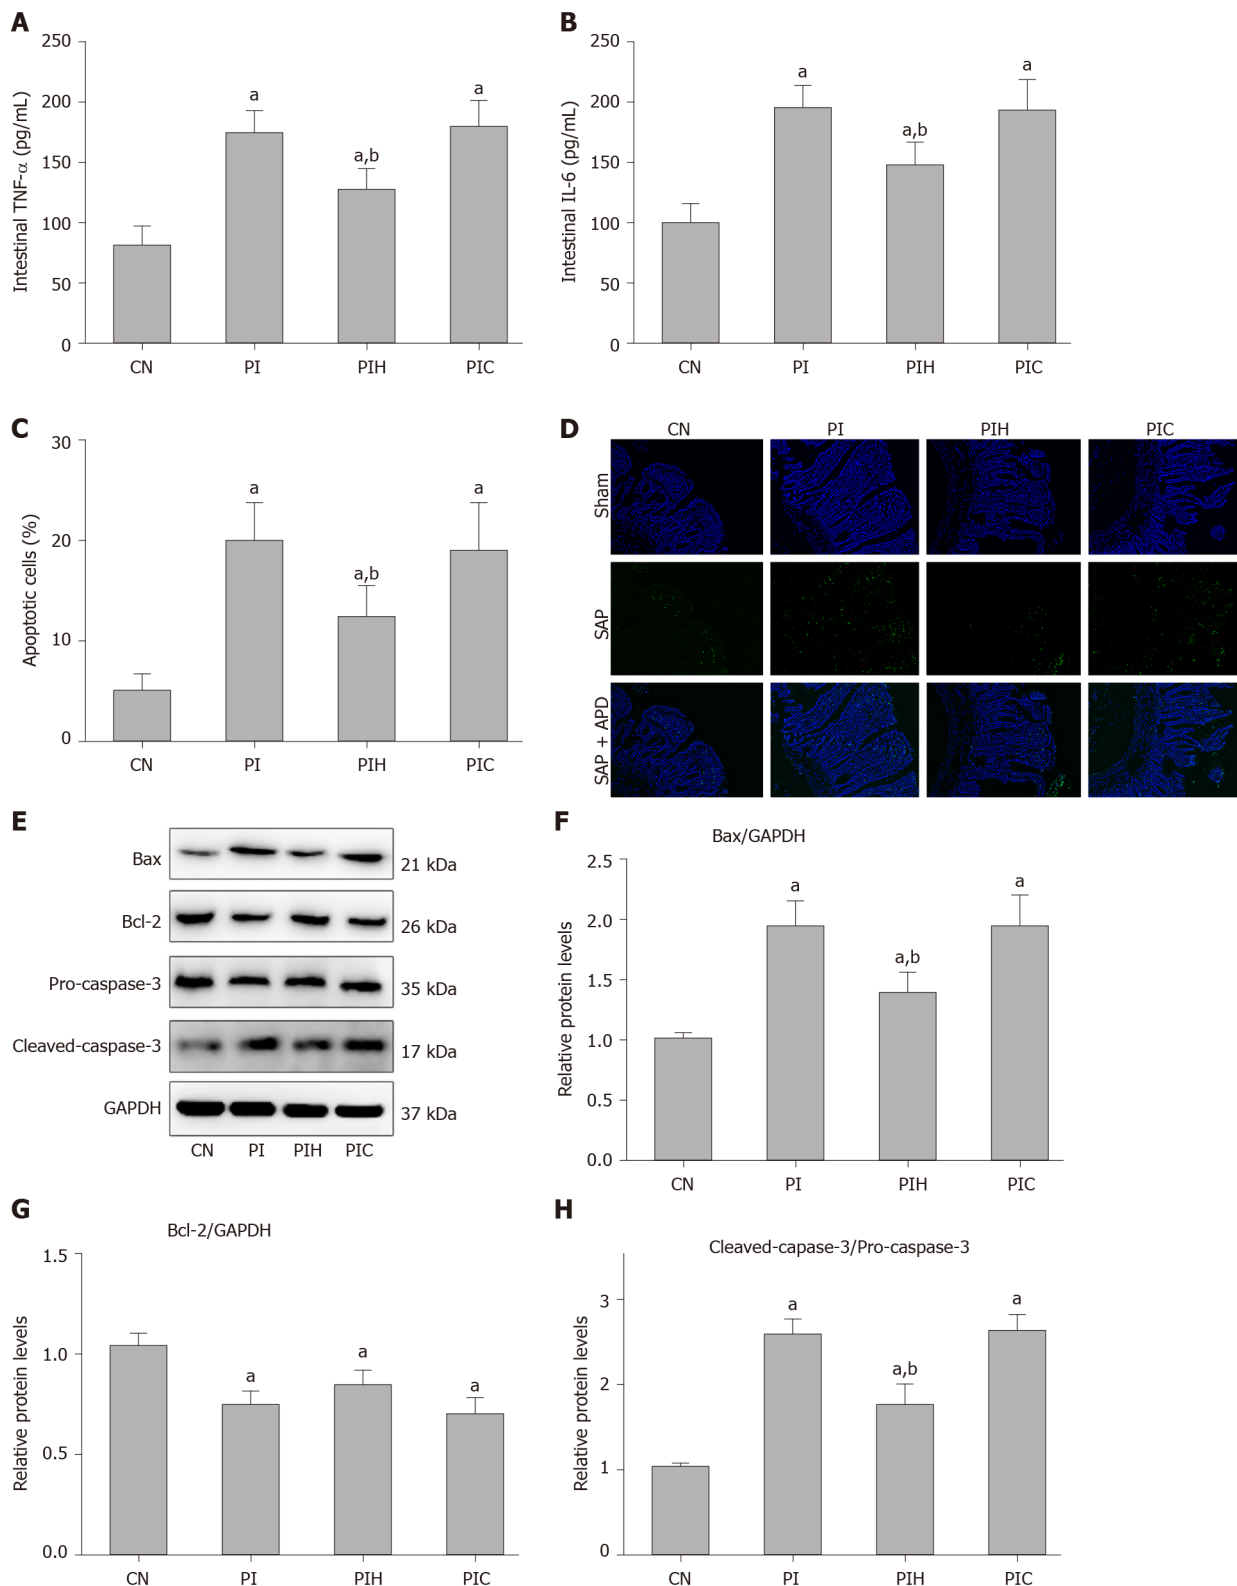 A
250
200
150
100
50
0
Intestinal TNF-α (pg/mL)
a
a,b
a
CN PI PIH PIC
B
250
200
150
100
50
0
Intestinal IL-6 (pg/mL)
a
a,b
a
CN PI PIH PIC
C
30
20
10
0
Apoptotic cells (%)
a
a,b
a
CN PI PIH PIC
D
CN PI PIH PIC
Sham
SAP
SAP + APD
E
Bax 21 kDa
Bcl-2 26 kDa
Pro-caspase-3 35 kDa
Cleaved-caspase-3 17 kDa
GAPDH 37 kDa
CN PI PIH PIC
F
Bax/GAPDH
2.5
2.0
1.5
1.0
0.5
0.0
Relative protein levels
a
a,b
a
CN PI PIH PIC
G
Bcl-2/GAPDH
1.5
1.0
0.5
0.0
Relative protein levels
a
a
a
CN PI PIH PIC
H
Cleaved-capase-3/Pro-caspase-3
3
2
1
0
Relative protein levels
a
a,b
a
CN PI PIH PIC